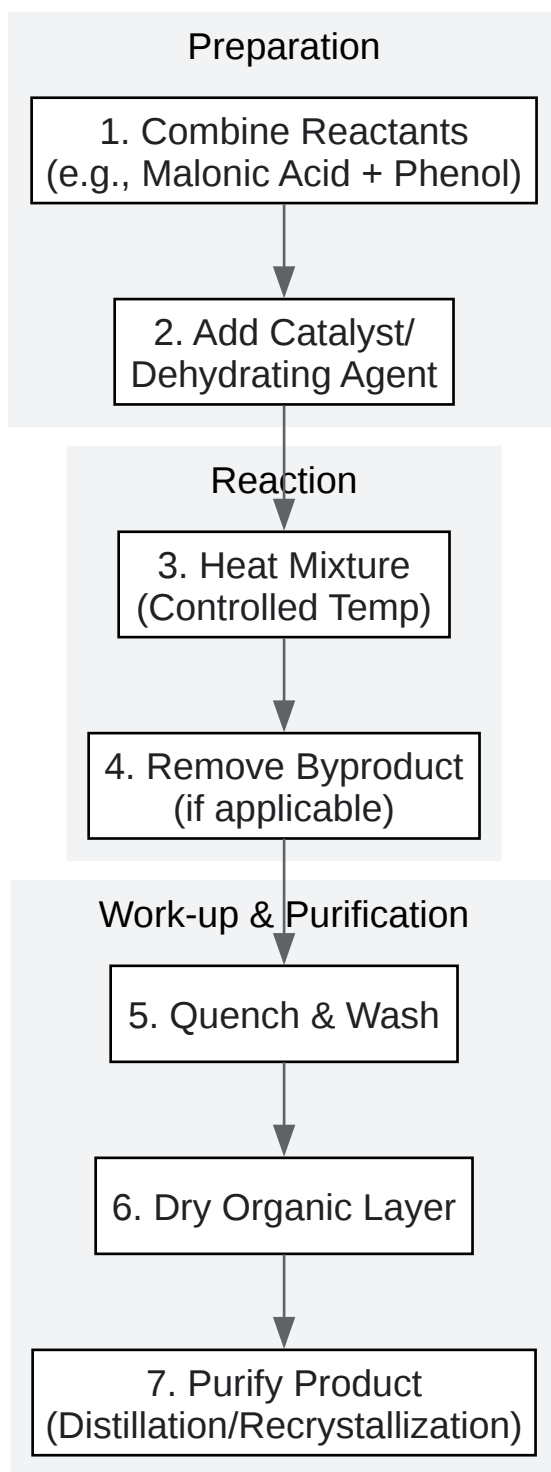 Preparation
1. Combine Reactants
(e.g., Malonic Acid + Phenol)
2. Add Catalyst/
Dehydrating Agent
Reaction
3. Heat Mixture
(Controlled Temp)
4. Remove Byproduct
(if applicable)
Work-up & Purification
5. Quench & Wash
6. Dry Organic Layer
7. Purify Product
(Distillation/Recrystallization)